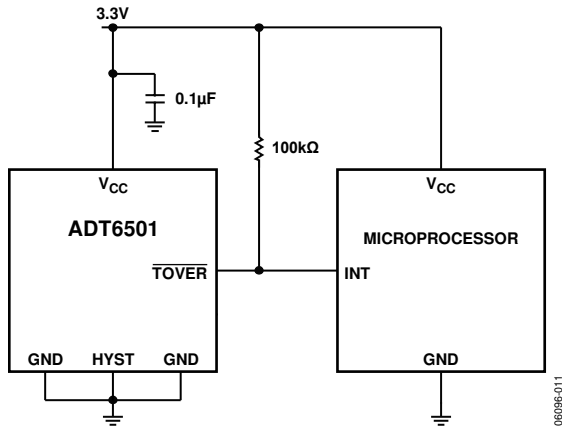 3.3V
0.1µF
100kΩ
VCC
VCC
ADT6501
MICROPROCESSOR
TOVER
INT
GND
HYST
GND
GND
06096-011